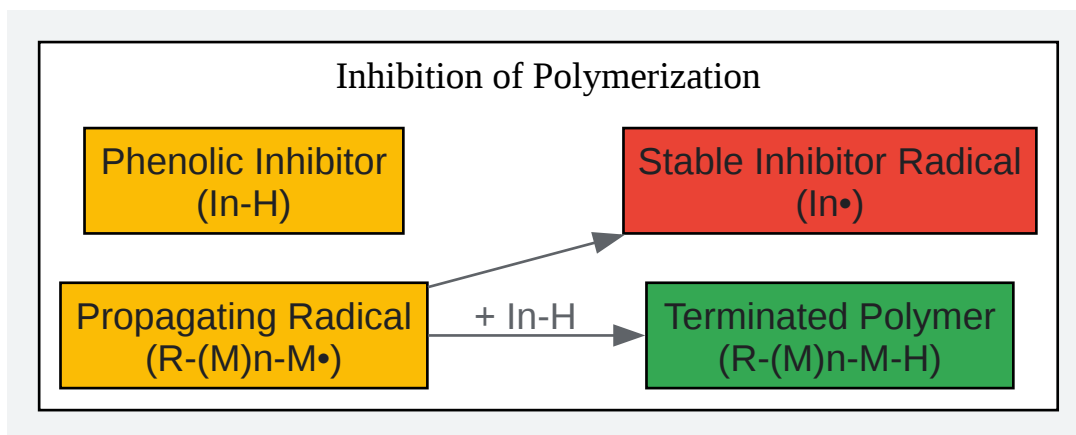 Inhibition of Polymerization
Phenolic Inhibitor
(In-H)
Stable Inhibitor Radical
(In•)
Propagating Radical
(R-(M)n-M•)
+ In-H
Terminated Polymer
(R-(M)n-M-H)